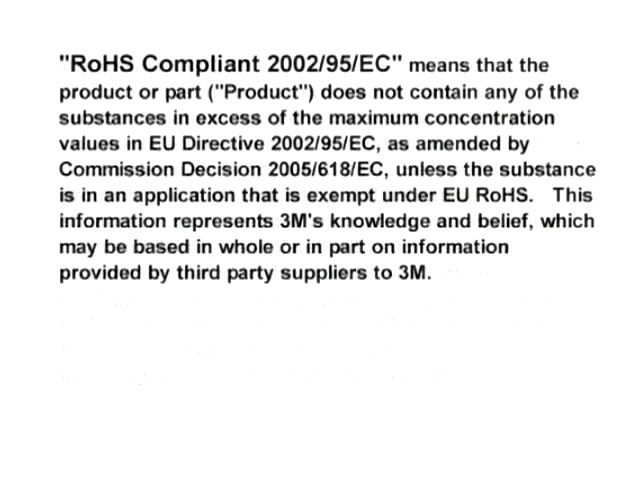 "RoHS Compliant 2002/95/EC" means that the
product or part ("Product") does not contain any of the
substances in excess of the maximum concentration
values in EU Directive 2002/95/EC, as amended by
Commission Decision 2005/618/EC, unless the substance
is in an application that is exempt under EU RoHS.   This
information represents 3M's knowledge and belief, which
may be based in whole or in part on information
provided by third party suppliers to 3M.